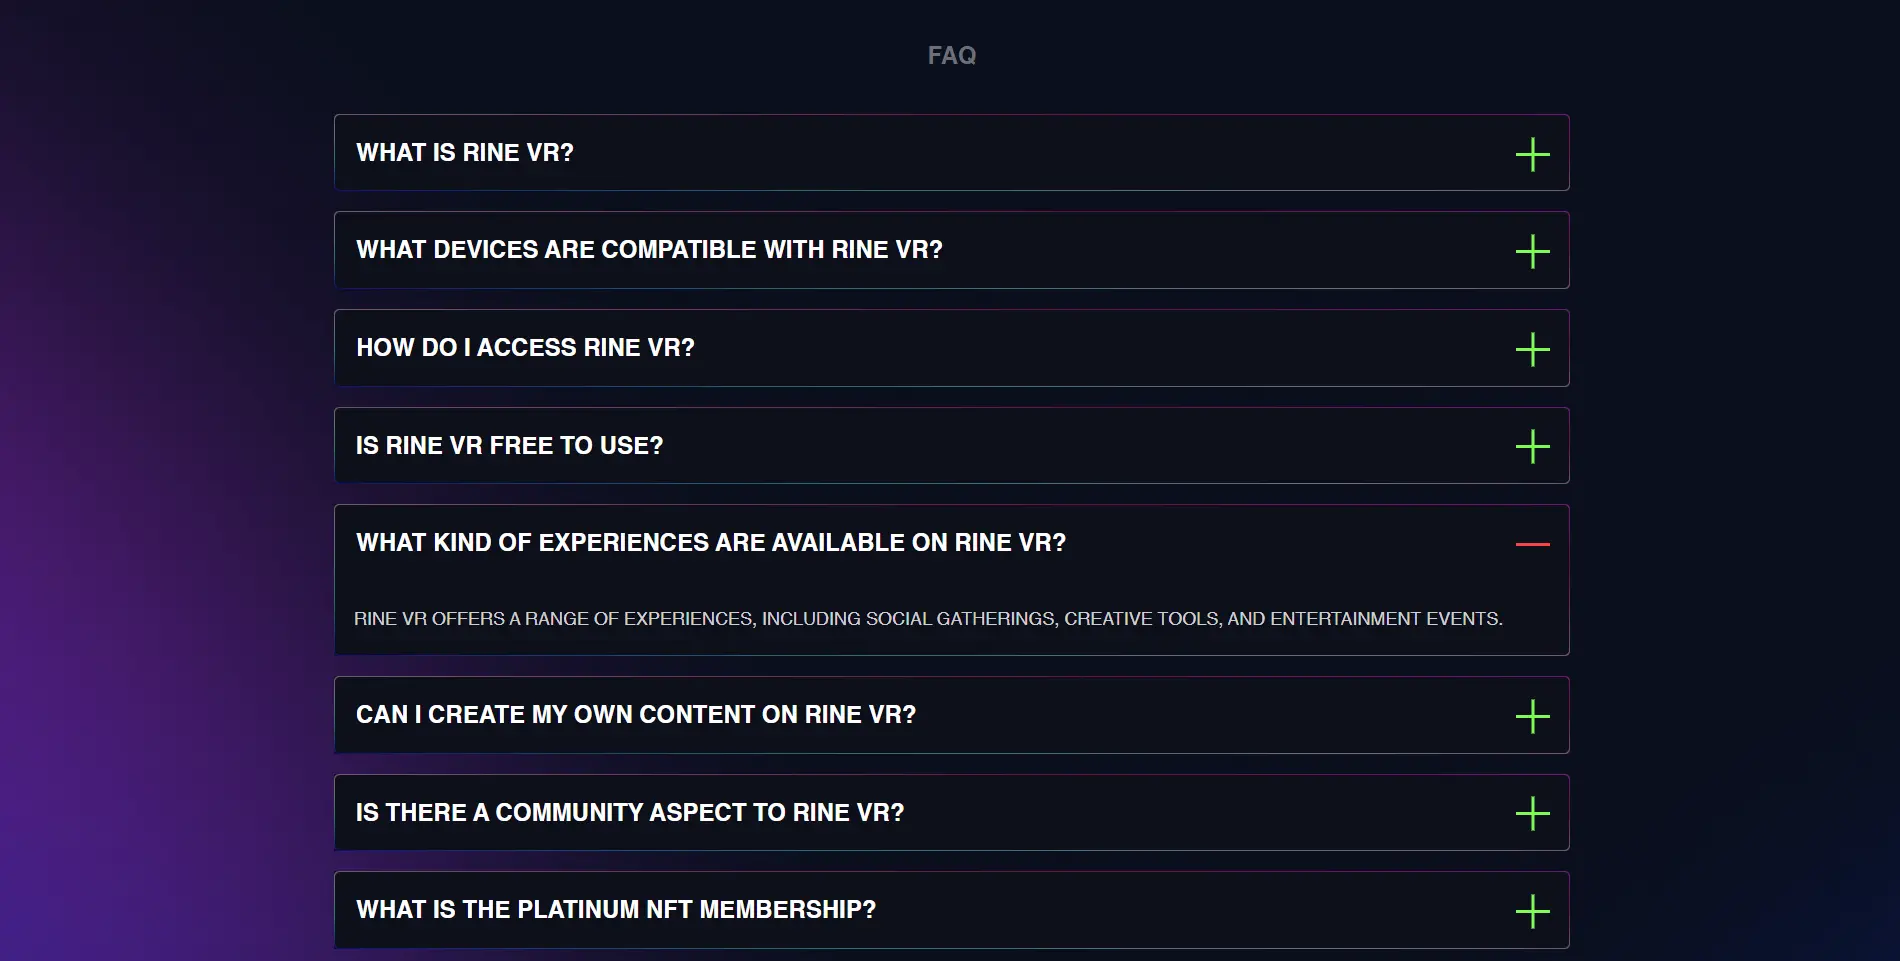 FAQ
WHAT IS RINE VR?
WHAT DEVICES ARE COMPATIBLE WITH RINE VR?
HOW DO I ACCESS RINE VR?
IS RINE VR FREE TO USE?
WHAT KIND OF EXPERIENCES ARE AVAILABLE ON RINE VR?
RINE VR OFFERS A RANGE OF EXPERIENCES, INCLUDING SOCIAL GATHERINGS, CREATIVE TOOLS, AND ENTERTAINMENT EVENTS.
CAN I CREATE MY OWN CONTENT ON RINE VR?
IS THERE A COMMUNITY ASPECT TO RINE VR?
WHAT IS THE PLATINUM NFT MEMBERSHIP?